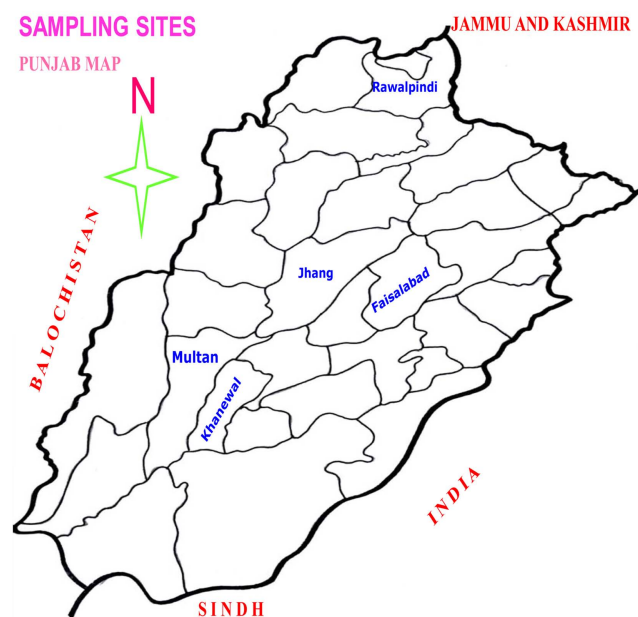 SAMPLING SITES
JAMMU AND KASHMIR
PUNJAB MAP
N
Rawalpindi
BALOCHISTAN
Jhang
Faisalabad
Multan
Khanewal
INDIA
SINDH